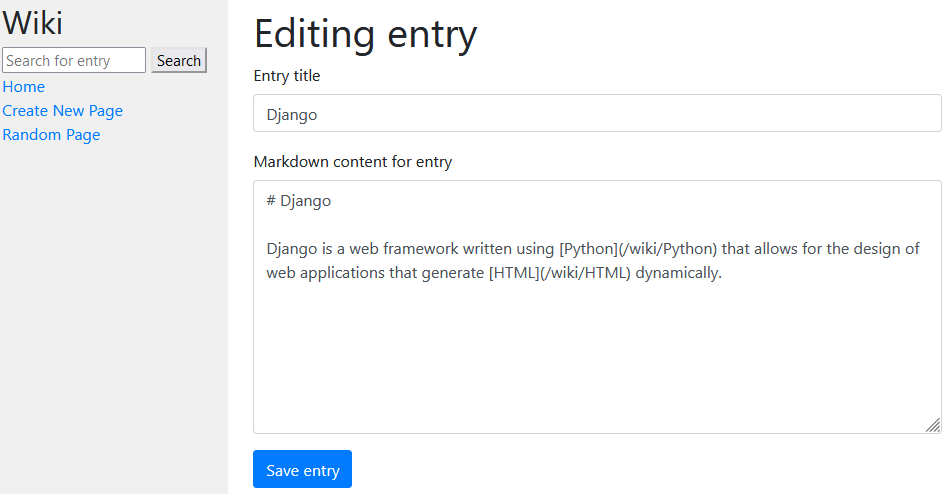 Wiki
Search for entry
Search
Home
Create New Page
Random Page
Editing entry
Entry title
Django
Markdown content for entry
# Django
Django is a web framework written using [Python](/wiki/Python) that allows for the design of
web applications that generate [HTML](/wiki/HTML) dynamically.
Save entry